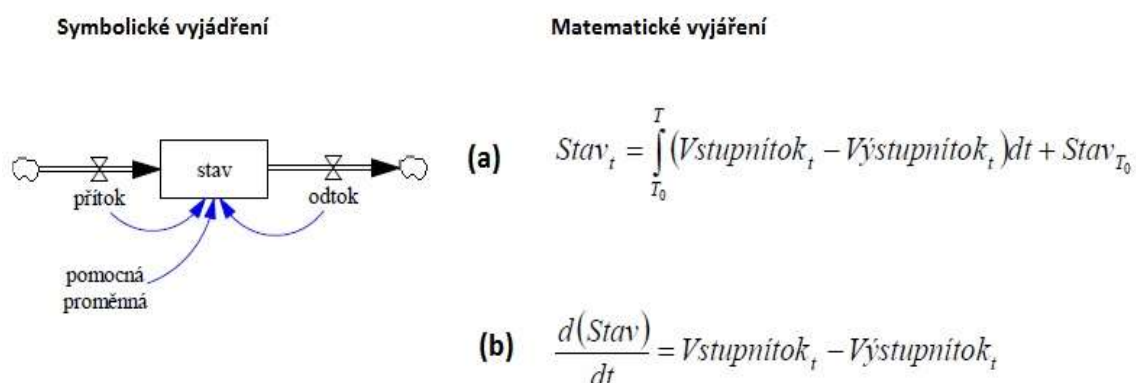 Symbolické vyjádření
Matematické vyjáření
stav
přítok
odtok
pomocná
proměnná
(a) Stav_t = ∫_{T_0}^{T} (Vstupnítok_t − Výstupnítok_t)dt + Stav_{T_0}
(b) d(Stav)/dt = Vstupnítok_t − Výstupnítok_t